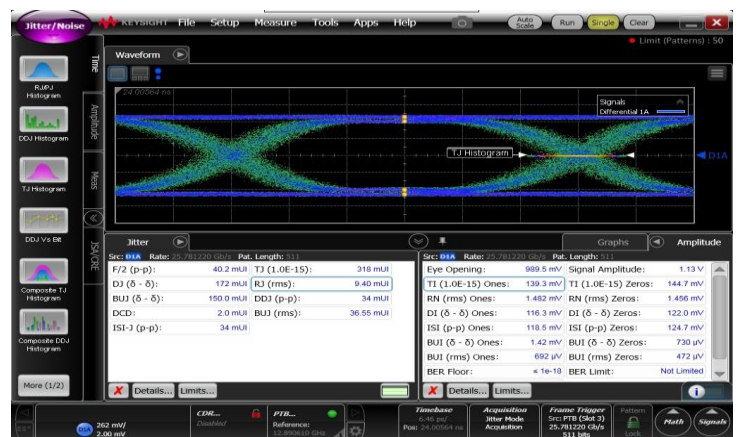 Jitter/Noise
KEYSIGHT File Setup Measure Tools Apps Help
Auto Scale
Run Single Clear
Limit (Patterns) : 50
Waveform
24.00564 ns
Signals
Differential 1A
TJ Histogram
D1A
Time
Amplitude
Meas
JSA/CRE
RJ/PJ
Histogram
DDJ Histogram
TJ Histogram
DDJ Vs Bit
Composite TJ
Histogram
Composite DDJ
Histogram
More (1/2)
Jitter
Src: D1A Rate: 25.781220 Gb/s Pat. Length: 511
F/2 (p-p): 40.2 mUI TJ (1.0E-15): 318 mUI
DJ (δ - δ): 172 mUI RJ (rms): 9.40 mUI
BUJ (δ - δ): 150.0 mUI DDJ (p-p): 34 mUI
DCD: 2.0 mUI BUJ (rms): 36.55 mUI
ISI-J (p-p): 34 mUI
Details... Limits...
Graphs Amplitude
Src: D1A Rate: 25.781220 Gb/s Pat. Length: 511
Eye Opening: 989.5 mV Signal Amplitude: 1.13 V
TI (1.0E-15) Ones: 139.3 mV TI (1.0E-15) Zeros: 144.7 mV
RN (rms) Ones: 1.482 mV RN (rms) Zeros: 1.456 mV
DI (δ - δ) Ones: 116.3 mV DI (δ - δ) Zeros: 122.0 mV
ISI (p-p) Ones: 118.5 mV ISI (p-p) Zeros: 124.7 mV
BUI (δ - δ) Ones: 1.42 mV BUI (δ - δ) Zeros: 730 µV
BUI (rms) Ones: 692 µV BUI (rms) Zeros: 472 µV
BER Floor: ≤ 1e-18 BER Limit: Not Limited
Details... Limits...
D1A 262 mV/
2.00 mV
CDR...
Disabled
PTB...
Reference:
12.890610 GHz
Timebase
6.46 ps/
Pos: 24.00564 ns
Acquisition
Jitter Mode
Acquisition
Frame Trigger
Src: PTB (Slot 3)
25.781220 Gb/s
511 bits
Pattern
Lock
Math
Signals